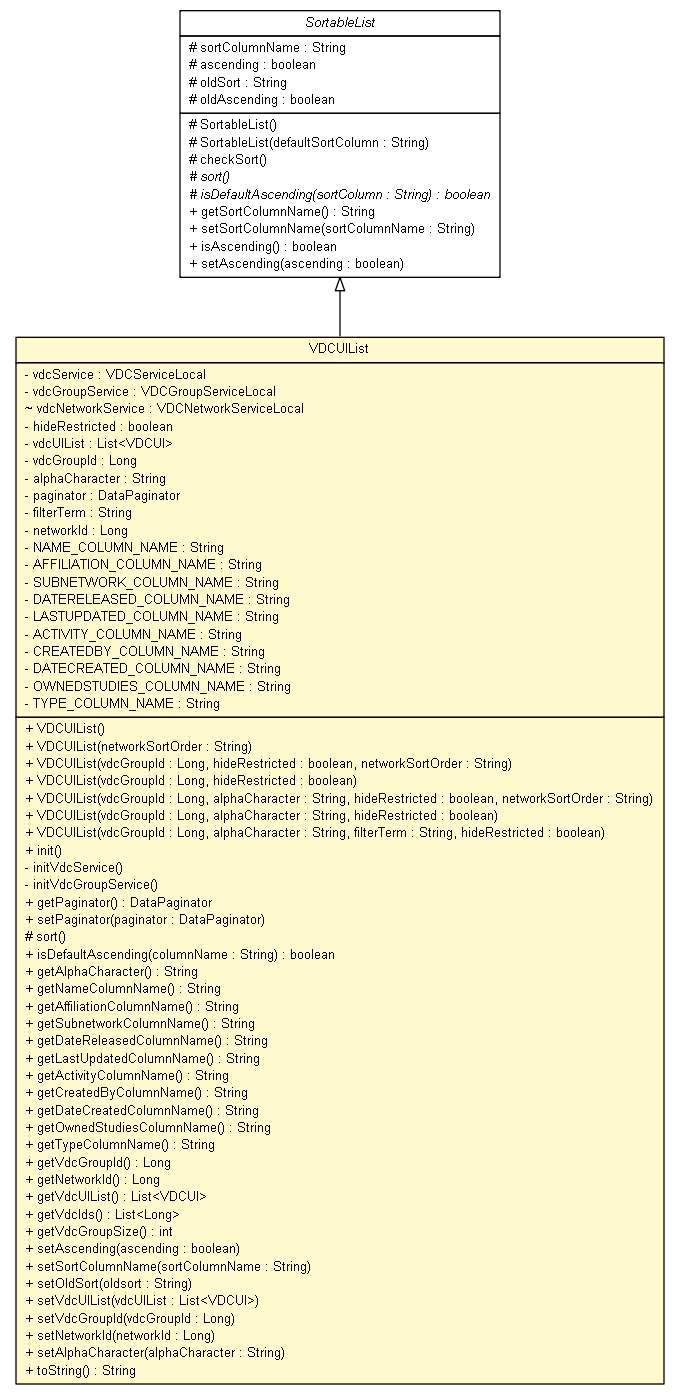 SortableList
# sortColumnName : String
# ascending : boolean
# oldSort : String
# oldAscending : boolean
# SortableList()
# SortableList(defaultSortColumn : String)
# checkSort()
# sort()
# isDefaultAscending(sortColumn : String) : boolean
+ getSortColumnName() : String
+ setSortColumnName(sortColumnName : String)
+ isAscending() : boolean
+ setAscending(ascending : boolean)
VDCUIList
- vdcService : VDCServiceLocal
- vdcGroupService : VDCGroupServiceLocal
~ vdcNetworkService : VDCNetworkServiceLocal
- hideRestricted : boolean
- vdcUIList : List<VDCUI>
- vdcGroupId : Long
- alphaCharacter : String
- paginator : DataPaginator
- filterTerm : String
- networkId : Long
- NAME_COLUMN_NAME : String
- AFFILIATION_COLUMN_NAME : String
- SUBNETWORK_COLUMN_NAME : String
- DATERELEASED_COLUMN_NAME : String
- LASTUPDATED_COLUMN_NAME : String
- ACTIVITY_COLUMN_NAME : String
- CREATEDBY_COLUMN_NAME : String
- DATECREATED_COLUMN_NAME : String
- OWNEDSTUDIES_COLUMN_NAME : String
- TYPE_COLUMN_NAME : String
+ VDCUIList()
+ VDCUIList(networkSortOrder : String)
+ VDCUIList(vdcGroupId : Long, hideRestricted : boolean, networkSortOrder : String)
+ VDCUIList(vdcGroupId : Long, hideRestricted : boolean)
+ VDCUIList(vdcGroupId : Long, alphaCharacter : String, hideRestricted : boolean, networkSortOrder : String)
+ VDCUIList(vdcGroupId : Long, alphaCharacter : String, hideRestricted : boolean)
+ VDCUIList(vdcGroupId : Long, alphaCharacter : String, filterTerm : String, hideRestricted : boolean)
+ init()
- initVdcService()
- initVdcGroupService()
+ getPaginator() : DataPaginator
+ setPaginator(paginator : DataPaginator)
# sort()
+ isDefaultAscending(columnName : String) : boolean
+ getAlphaCharacter() : String
+ getNameColumnName() : String
+ getAffiliationColumnName() : String
+ getSubnetworkColumnName() : String
+ getDateReleasedColumnName() : String
+ getLastUpdatedColumnName() : String
+ getActivityColumnName() : String
+ getCreatedByColumnName() : String
+ getDateCreatedColumnName() : String
+ getOwnedStudiesColumnName() : String
+ getTypeColumnName() : String
+ getVdcGroupId() : Long
+ getNetworkId() : Long
+ getVdcUIList() : List<VDCUI>
+ getVdcIds() : List<Long>
+ getVdcGroupSize() : int
+ setAscending(ascending : boolean)
+ setSortColumnName(sortColumnName : String)
+ setOldSort(oldsort : String)
+ setVdcUIList(vdcUIList : List<VDCUI>)
+ setVdcGroupId(vdcGroupId : Long)
+ setNetworkId(networkId : Long)
+ setAlphaCharacter(alphaCharacter : String)
+ toString() : String